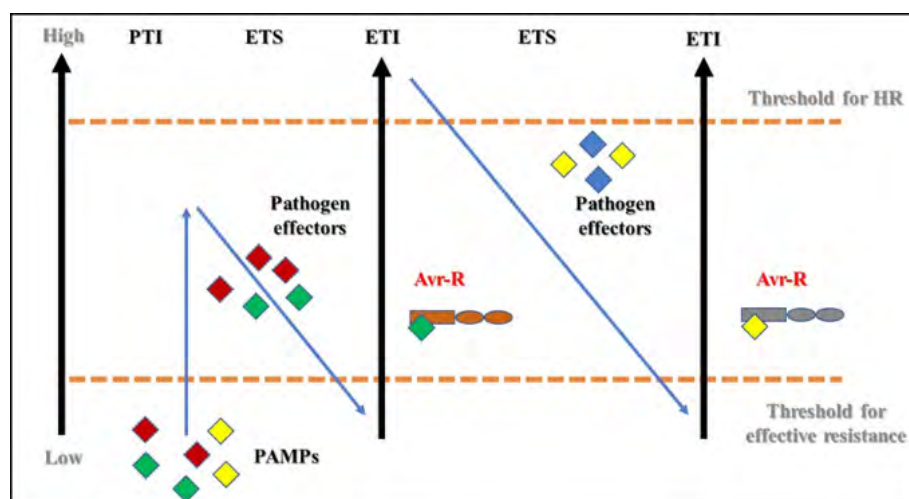 High
PTI
ETS
ETI
ETS
ETI
Threshold for HR
Pathogen
effectors
Pathogen
effectors
Avr-R
Avr-R
Threshold for
effective resistance
Low
PAMPs